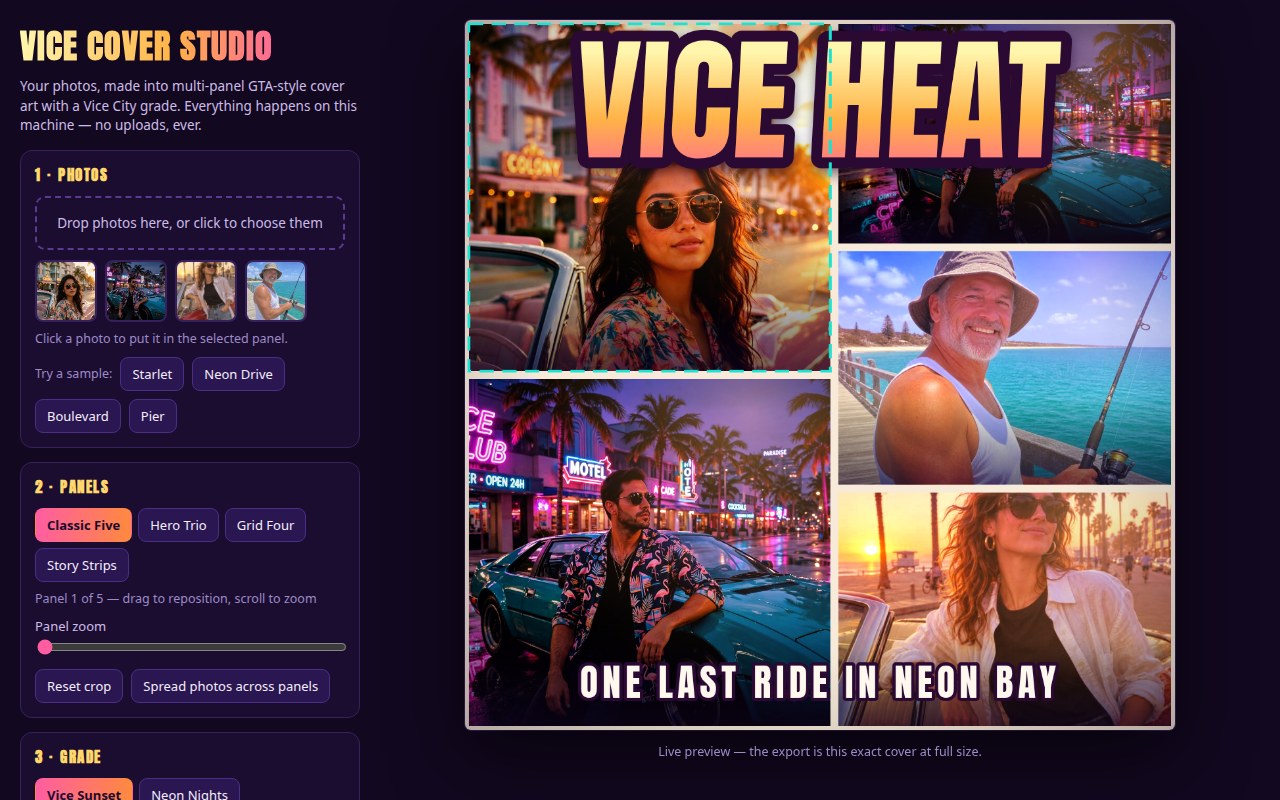 VICE COVER STUDIO
Your photos, made into multi-panel GTA-style cover
art with a Vice City grade. Everything happens on this
machine — no uploads, ever.
1 · PHOTOS
Drop photos here, or click to choose them
Click a photo to put it in the selected panel.
Try a sample: Starlet Neon Drive
Boulevard Pier
2 · PANELS
Classic Five Hero Trio Grid Four
Story Strips
Panel 1 of 5 — drag to reposition, scroll to zoom
Panel zoom
Reset crop Spread photos across panels
3 · GRADE
Vice Sunset Neon Nights
VICE HEAT
COLONY
ARCADE
CE
LUB
R • OPEN 24H
MOTEL
PARADISE
ONE LAST RIDE IN NEON BAY
Live preview — the export is this exact cover at full size.